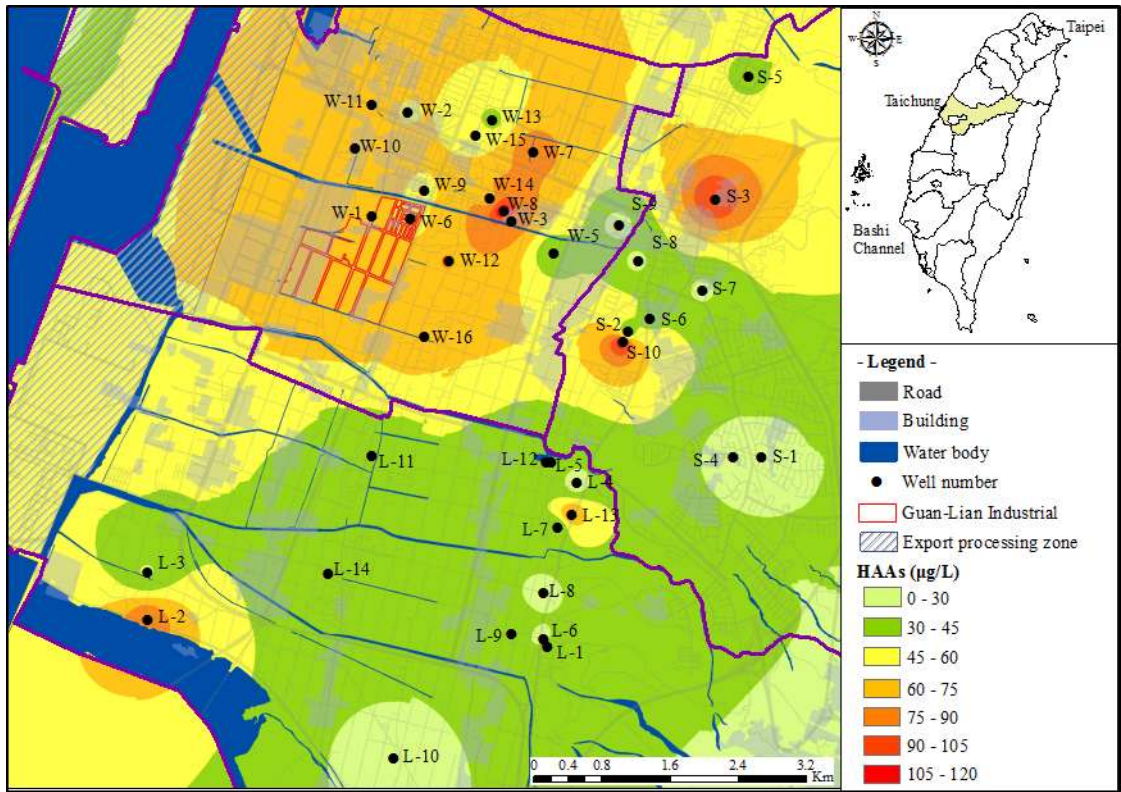 S-5
W-11
W-2
W-13
W-15
W-10
W-7
W-9
W-14
W-8
W-3
S-3
W-1
W-6
S-9
W-5
S-8
W-12
S-7
S-6
S-2
S-10
W-16
L-11
L-12
L-5
L-4
S-4
S-1
L-13
L-7
L-3
L-14
L-8
L-2
L-9
L-6
L-1
L-10
0 0.4 0.8 1.6 2.4 3.2
Km
N
W E
S
Taipei
Taichung
Bashi
Channel
- Legend -
Road
Building
Water body
Well number
Guan-Lian Industrial
Export processing zone
HAAs (μg/L)
0 - 30
30 - 45
45 - 60
60 - 75
75 - 90
90 - 105
105 - 120